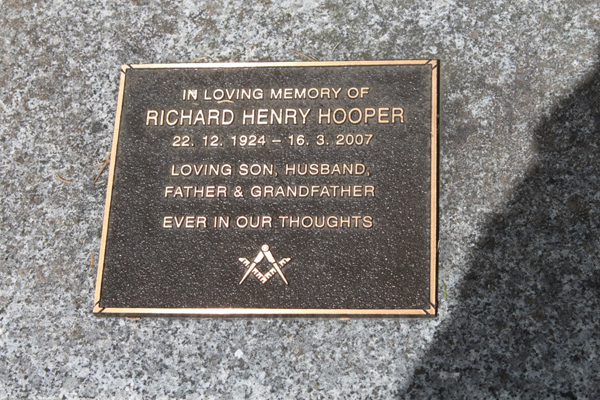 IN LOVING MEMORY OF
RICHARD HENRY HOOPER
22. 12. 1924 – 16. 3. 2007
LOVING SON, HUSBAND,
FATHER & GRANDFATHER
EVER IN OUR THOUGHTS